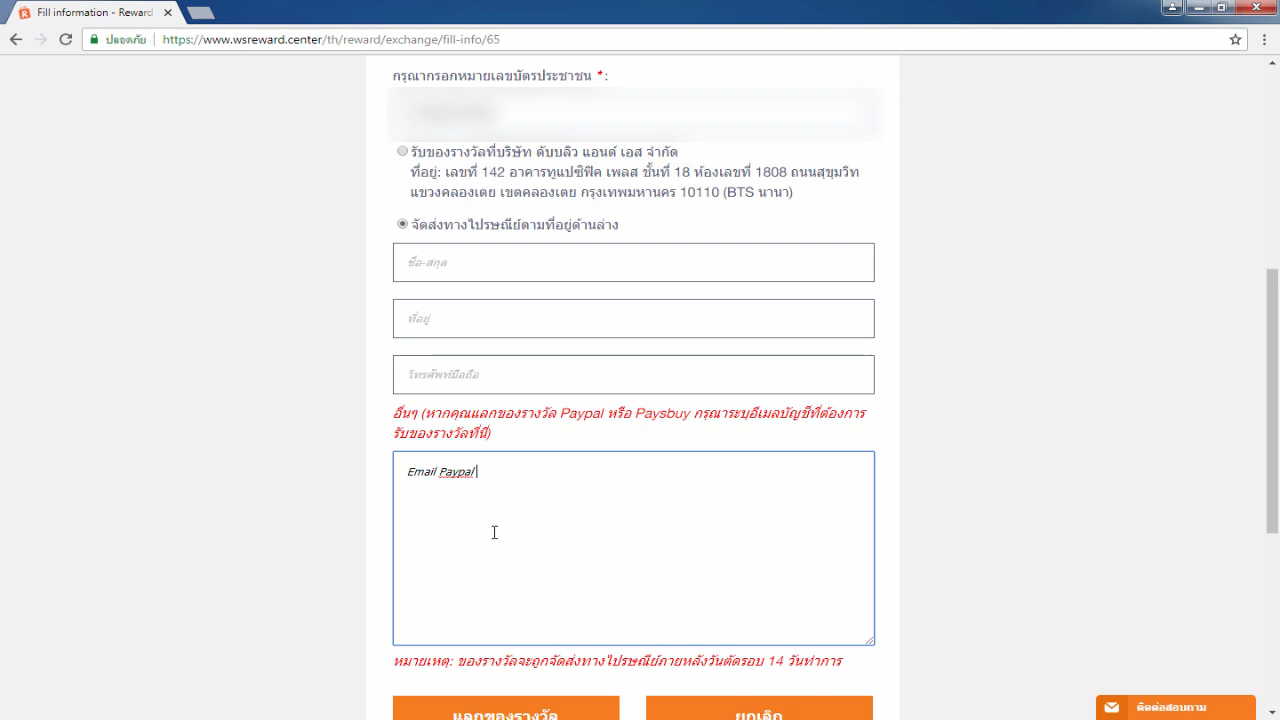 Fill information - Reward
ปลอดภัย
https://www.wsreward.center/th/reward/exchange/fill-info/65
กรุณากรอกหมายเลขบัตรประชาชน * :
รับของรางวัลที่บริษัท ดับบลิว แอนด์ เอส จำกัด
ที่อยู่: เลขที่ 142 อาคารทูแปซิฟิค เพลส ชั้นที่ 18 ห้องเลขที่ 1808 ถนนสุขุมวิท
แขวงคลองเตย เขตคลองเตย กรุงเทพมหานคร 10110 (BTS นานา)
จัดส่งทางไปรษณีย์ตามที่อยู่ด้านล่าง
ชื่อ-สกุล
ที่อยู่
โทรศัพท์มือถือ
อื่นๆ (หากคุณแลกของรางวัล Paypal หรือ Paysbuy กรุณาระบุอีเมลบัญชีที่ต้องการ
รับของรางวัลที่นี่)
Email Paypal
หมายเหตุ: ของรางวัลจะถูกจัดส่งทางไปรษณีย์ภายหลังวันตัดรอบ 14 วันทำการ
แลกของรางวัล
ยกเลิก
ติดต่อสอบถาม